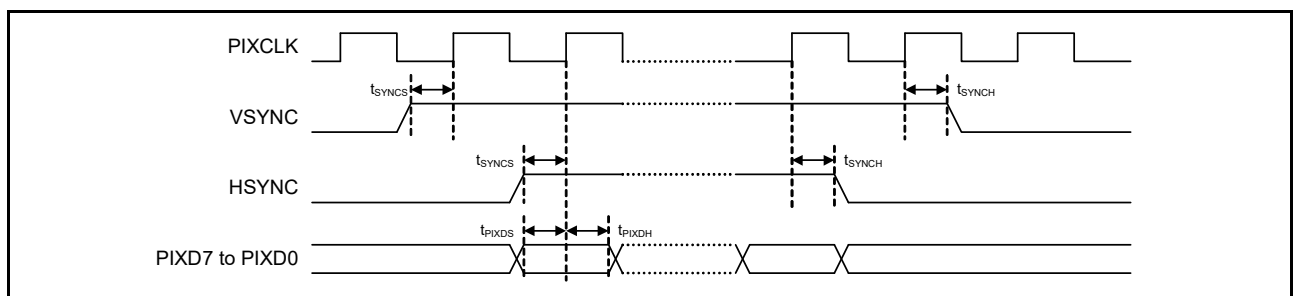 PIXCLK
tSYNCS
tSYNCH
VSYNC
tSYNCS
tSYNCH
HSYNC
tPIXDS
tPIXDH
PIXD7 to PIXD0